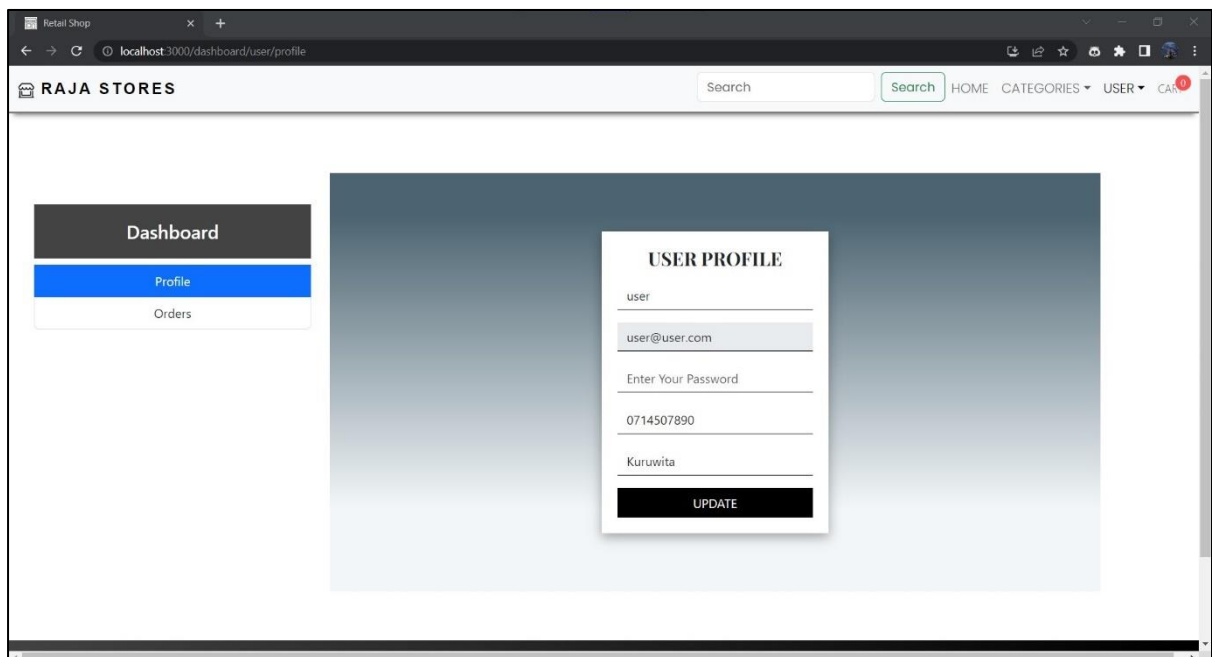 Retail Shop
localhost:3000/dashboard/user/profile
RAJA STORES
Search
Search
HOME
CATEGORIES
USER
0
Dashboard
Profile
Orders
USER PROFILE
user
user@user.com
Enter Your Password
0714507890
Kuruwita
UPDATE